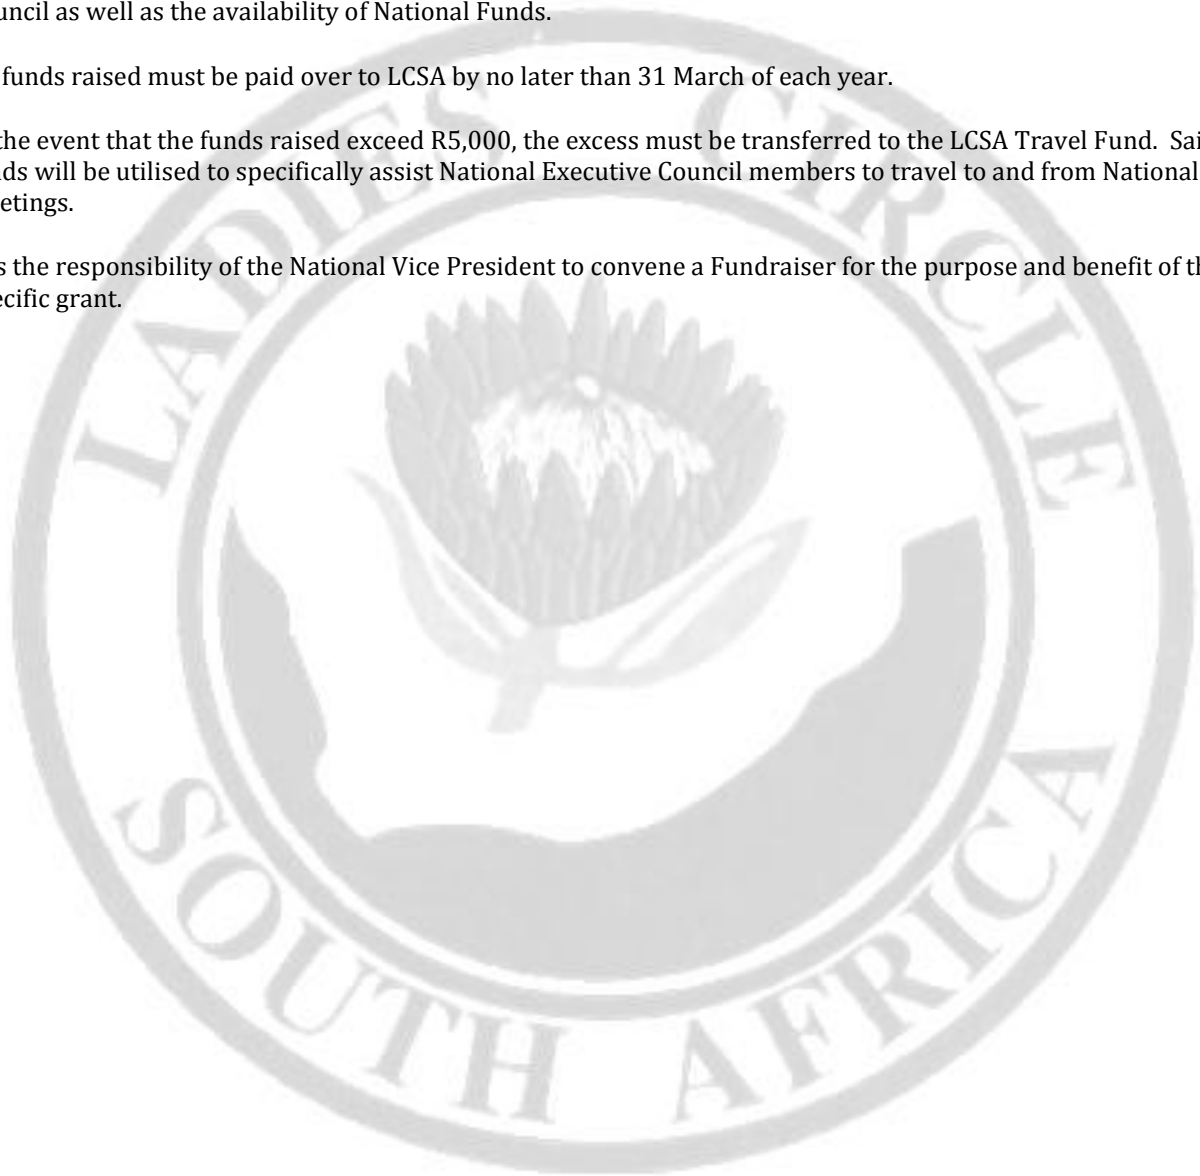 uncil as well as the availability of National Funds.
funds raised must be paid over to LCSA by no later than 31 March of each year.
the event that the funds raised exceed R5,000, the excess must be transferred to the LCSA Travel Fund. Sai
ds will be utilised to specifically assist National Executive Council members to travel to and from National
etings.
s the responsibility of the National Vice President to convene a Fundraiser for the purpose and benefit of th
ecific grant.
LADIES CIRCLE
SOUTH AFRICA